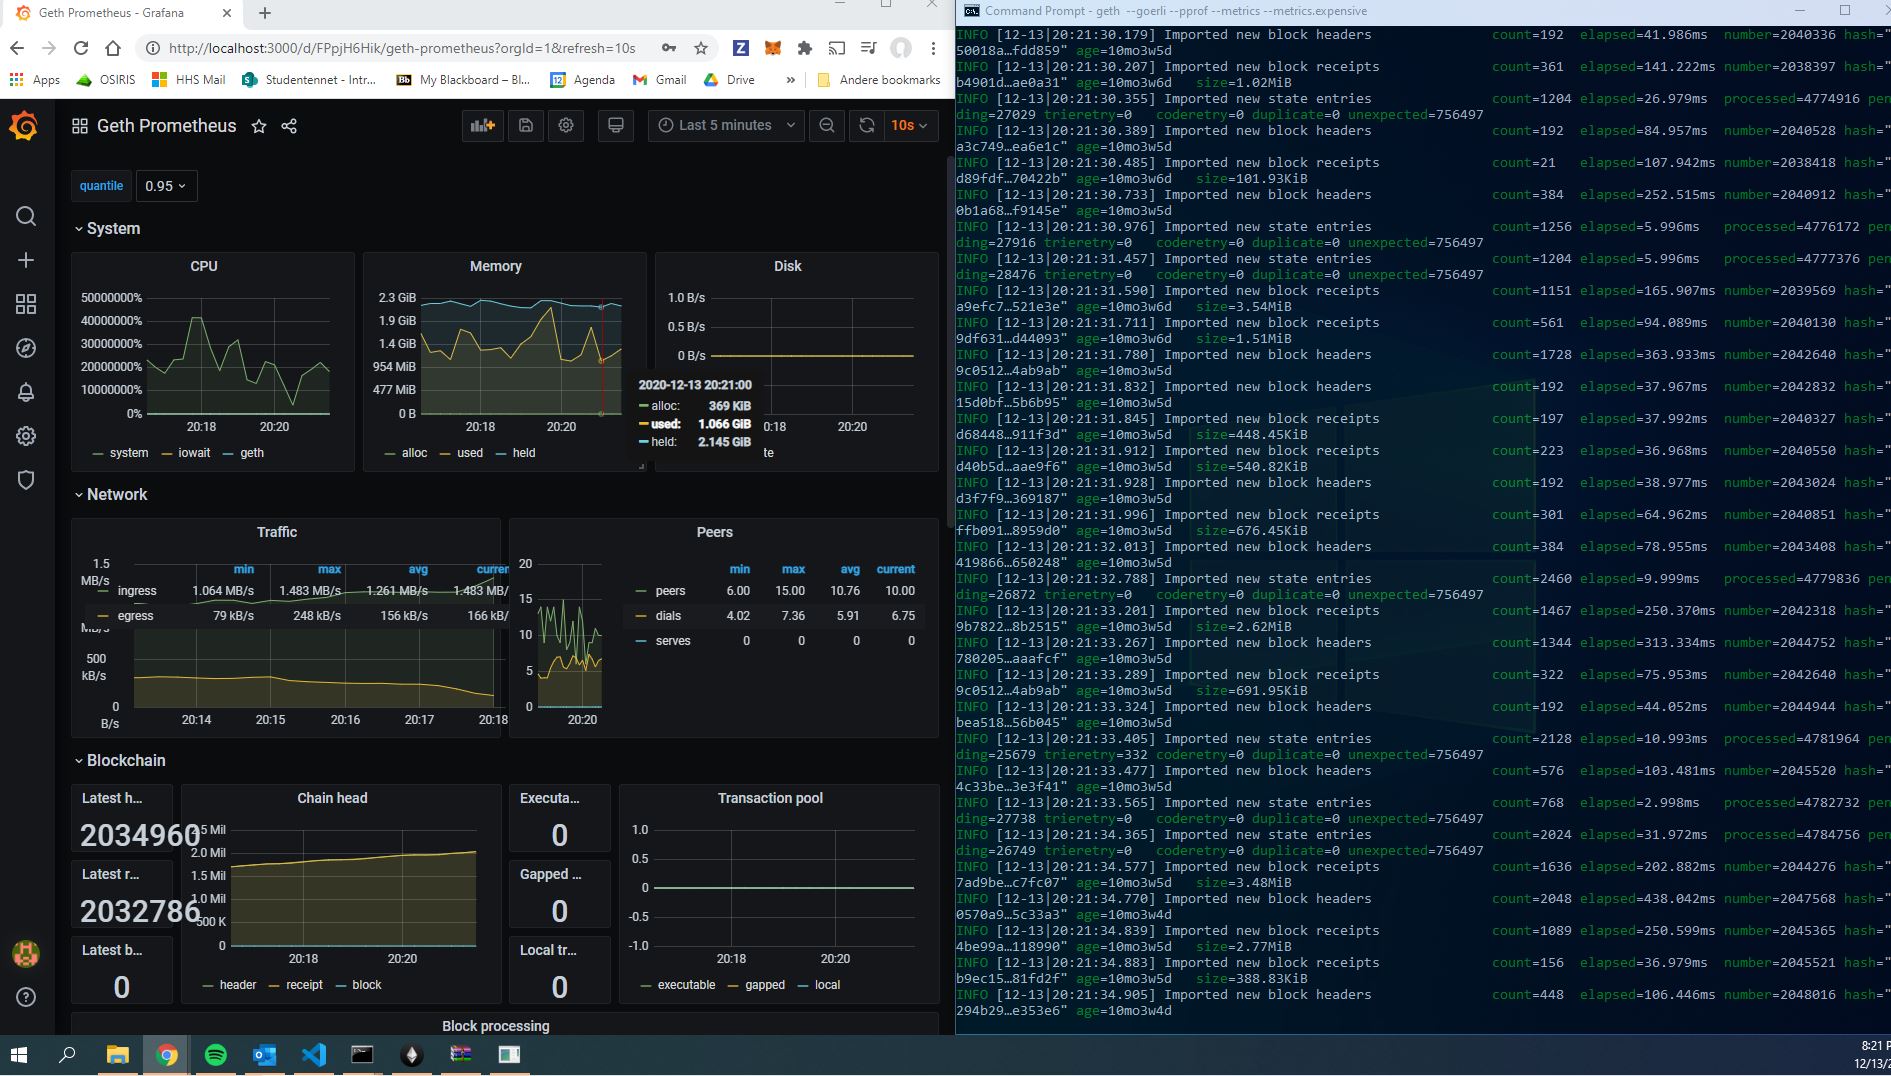 Geth Prometheus - Grafana
http://localhost:3000/d/FPpjH6Hik/geth-prometheus?orgId=1&refresh=10s
Apps OSIRIS HHS Mail Studentennet - Intr... Bb My Blackboard – Bl... 12 Agenda Gmail Drive » Andere bookmarks
Geth Prometheus
Last 5 minutes
10s
quantile 0.95
System
CPU
50000000%
40000000%
30000000%
20000000%
10000000%
0%
20:18 20:20
system iowait geth
Memory
2.3 GiB
1.9 GiB
1.4 GiB
954 MiB
477 MiB
0 B
20:18 20:20
alloc used held
Disk
1.0 B/s
0.5 B/s
0 B/s
0:18 20:20
te
2020-12-13 20:21:00
alloc: 369 KiB
used: 1.066 GiB
held: 2.145 GiB
Network
Traffic
1.5 MB/s
MB/s
500 kB/s
0 B/s
min max avg curren
ingress 1.064 MB/s 1.483 MB/s 1.261 MB/s 1.483 MB/
egress 79 kB/s 248 kB/s 156 kB/s 166 kB/
20:14 20:15 20:16 20:17 20:18
Peers
20
15
10
5
0
20:20
min max avg current
peers 6.00 15.00 10.76 10.00
dials 4.02 7.36 5.91 6.75
serves 0 0 0 0
Blockchain
Latest h...
2034960
Latest r...
2032786
Latest b...
0
Chain head
2.5 Mil
2.0 Mil
1.5 Mil
1.0 Mil
500 K
0
20:18 20:20
header receipt block
Executa...
0
Gapped ...
0
Local tr...
0
Transaction pool
1.0
0.5
0
-0.5
-1.0
20:18 20:20
executable gapped local
Block processing
Command Prompt - geth --goerli --pprof --metrics --metrics.expensive
INFO [12-13|20:21:30.179] Imported new block headers count=192 elapsed=41.986ms number=2040336 hash="
50018a…fdd859" age=10mo3w5d
INFO [12-13|20:21:30.207] Imported new block receipts count=361 elapsed=141.222ms number=2038397 hash="
b4901d…ae0a31" age=10mo3w6d size=1.02MiB
INFO [12-13|20:21:30.355] Imported new state entries count=1204 elapsed=26.979ms processed=4774916 pen
ding=27029 trieretry=0 coderetry=0 duplicate=0 unexpected=756497
INFO [12-13|20:21:30.389] Imported new block headers count=192 elapsed=84.957ms number=2040528 hash="
a3c749…ea6e1c" age=10mo3w5d
INFO [12-13|20:21:30.485] Imported new block receipts count=21 elapsed=107.942ms number=2038418 hash="
d89fdf…70422b" age=10mo3w6d size=101.93KiB
INFO [12-13|20:21:30.733] Imported new block headers count=384 elapsed=252.515ms number=2040912 hash="
0b1a68…f9145e" age=10mo3w5d
INFO [12-13|20:21:30.976] Imported new state entries count=1256 elapsed=5.996ms processed=4776172 pen
ding=27916 trieretry=0 coderetry=0 duplicate=0 unexpected=756497
INFO [12-13|20:21:31.457] Imported new state entries count=1204 elapsed=5.996ms processed=4777376 pen
ding=28476 trieretry=0 coderetry=0 duplicate=0 unexpected=756497
INFO [12-13|20:21:31.590] Imported new block receipts count=1151 elapsed=165.907ms number=2039569 hash="
a9efc7…521e3e" age=10mo3w6d size=3.54MiB
INFO [12-13|20:21:31.711] Imported new block receipts count=561 elapsed=94.089ms number=2040130 hash="
9df631…d44093" age=10mo3w6d size=1.51MiB
INFO [12-13|20:21:31.780] Imported new block headers count=1728 elapsed=363.933ms number=2042640 hash="
9c0512…4ab9ab" age=10mo3w5d
INFO [12-13|20:21:31.832] Imported new block headers count=192 elapsed=37.967ms number=2042832 hash="
15d0bf…5b6b95" age=10mo3w5d
INFO [12-13|20:21:31.845] Imported new block receipts count=197 elapsed=37.992ms number=2040327 hash="
d68448…911f3d" age=10mo3w5d size=448.45KiB
INFO [12-13|20:21:31.912] Imported new block receipts count=223 elapsed=36.968ms number=2040550 hash="
d40b5d…aae9f6" age=10mo3w5d size=540.82KiB
INFO [12-13|20:21:31.928] Imported new block headers count=192 elapsed=38.977ms number=2043024 hash="
d3f7f9…369187" age=10mo3w5d
INFO [12-13|20:21:31.996] Imported new block receipts count=301 elapsed=64.962ms number=2040851 hash="
ffb091…8959d0" age=10mo3w5d size=676.45KiB
INFO [12-13|20:21:32.013] Imported new block headers count=384 elapsed=78.955ms number=2043408 hash="
419866…650248" age=10mo3w5d
INFO [12-13|20:21:32.788] Imported new state entries count=2460 elapsed=9.999ms processed=4779836 pen
ding=26872 trieretry=0 coderetry=0 duplicate=0 unexpected=756497
INFO [12-13|20:21:33.201] Imported new block receipts count=1467 elapsed=250.370ms number=2042318 hash="
9b7822…8b2515" age=10mo3w5d size=2.62MiB
INFO [12-13|20:21:33.267] Imported new block headers count=1344 elapsed=313.334ms number=2044752 hash="
780205…aaafcf" age=10mo3w5d
INFO [12-13|20:21:33.289] Imported new block receipts count=322 elapsed=75.953ms number=2042640 hash="
9c0512…4ab9ab" age=10mo3w5d size=691.95KiB
INFO [12-13|20:21:33.324] Imported new block headers count=192 elapsed=44.052ms number=2044944 hash="
bea518…56b045" age=10mo3w5d
INFO [12-13|20:21:33.405] Imported new state entries count=2128 elapsed=10.993ms processed=4781964 pen
ding=25679 trieretry=332 coderetry=0 duplicate=0 unexpected=756497
INFO [12-13|20:21:33.477] Imported new block headers count=576 elapsed=103.481ms number=2045520 hash="
4c33be…3e3f41" age=10mo3w5d
INFO [12-13|20:21:33.565] Imported new state entries count=768 elapsed=2.998ms processed=4782732 pen
ding=27738 trieretry=0 coderetry=0 duplicate=0 unexpected=756497
INFO [12-13|20:21:34.365] Imported new state entries count=2024 elapsed=31.972ms processed=4784756 pen
ding=26749 trieretry=0 coderetry=0 duplicate=0 unexpected=756497
INFO [12-13|20:21:34.577] Imported new block receipts count=1636 elapsed=202.882ms number=2044276 hash="
7ad9be…c7fc07" age=10mo3w5d size=3.48MiB
INFO [12-13|20:21:34.770] Imported new block headers count=2048 elapsed=438.042ms number=2047568 hash="
0570a9…5c33a3" age=10mo3w4d
INFO [12-13|20:21:34.839] Imported new block receipts count=1089 elapsed=250.599ms number=2045365 hash="
4be99a…118990" age=10mo3w5d size=2.77MiB
INFO [12-13|20:21:34.883] Imported new block receipts count=156 elapsed=36.979ms number=2045521 hash="
b9ec15…81fd2f" age=10mo3w5d size=388.83KiB
INFO [12-13|20:21:34.905] Imported new block headers count=448 elapsed=106.446ms number=2048016 hash="
294b29…e353e6" age=10mo3w4d
8:21 P
12/13/2